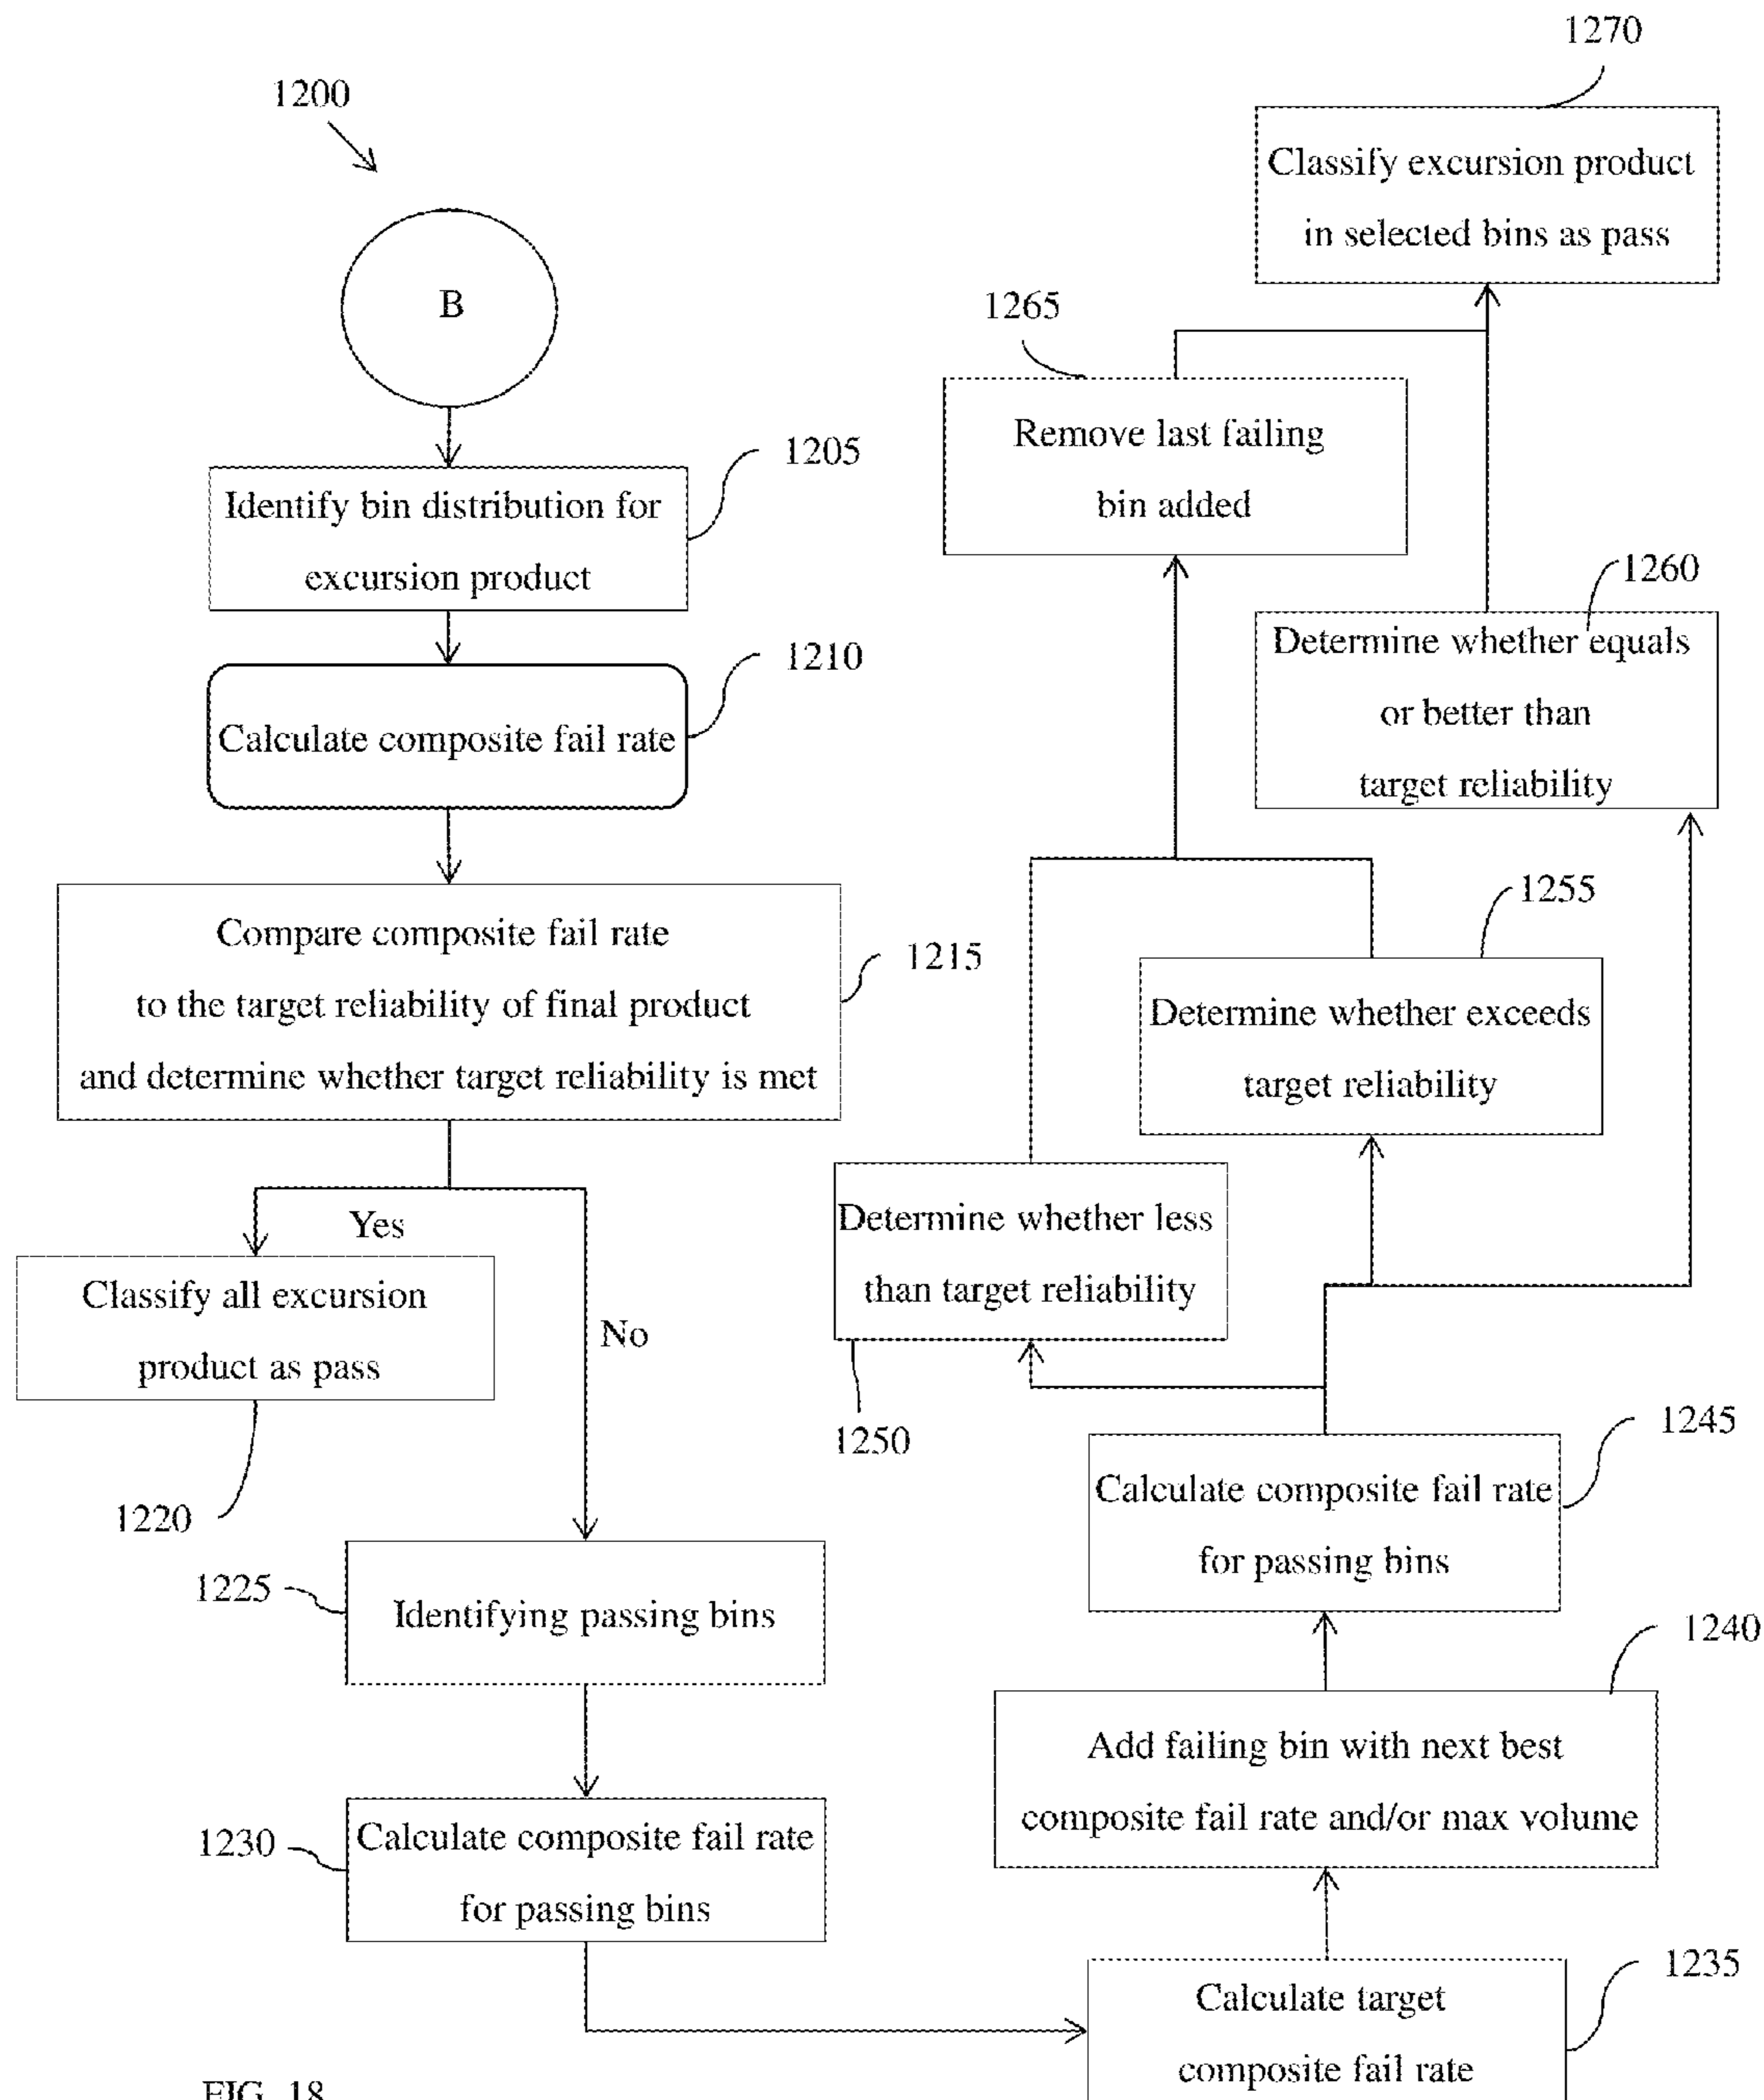 1200
B
Identify bin distribution for
excursion product
1205
Calculate composite fail rate
1210
Compare composite fail rate
to the target reliability of final product
and determine whether target reliability is met
1215
Yes
No
Classify all excursion
product as pass
1220
Identifying passing bins
1225
Calculate composite fail rate
for passing bins
1230
Calculate target
composite fail rate
1235
Add failing bin with next best
composite fail rate and/or max volume
1240
Calculate composite fail rate
for passing bins
1245
Determine whether less
than target reliability
1250
Determine whether exceeds
target reliability
1255
Determine whether equals
or better than
target reliability
1260
Remove last failing
bin added
1265
Classify excursion product
in selected bins as pass
1270
FIG. 18